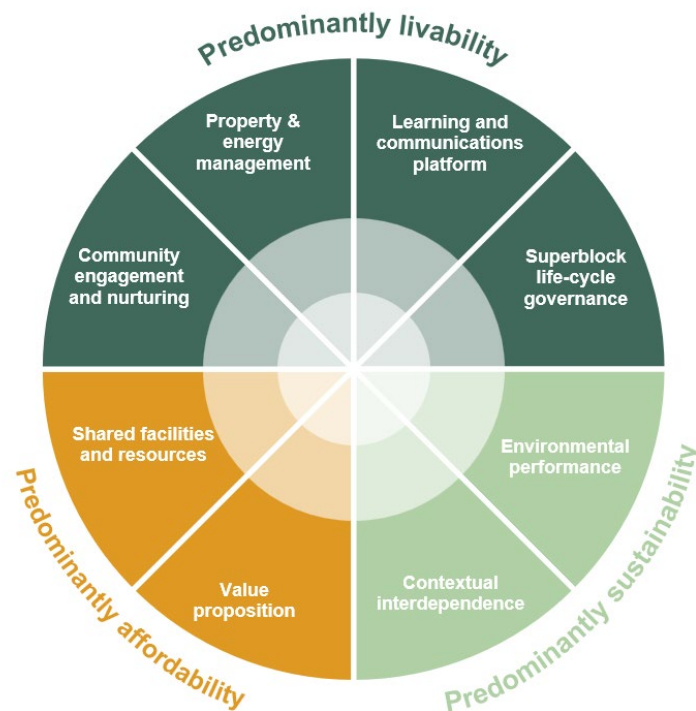 Predominantly livability
Property &
energy
management
Learning and
communications
platform
Community
engagement
and nurturing
Superblock
life-cycle
governance
Shared facilities
and resources
Environmental
performance
Value
proposition
Contextual
interdependence
Predominantly affordability
Predominantly sustainability